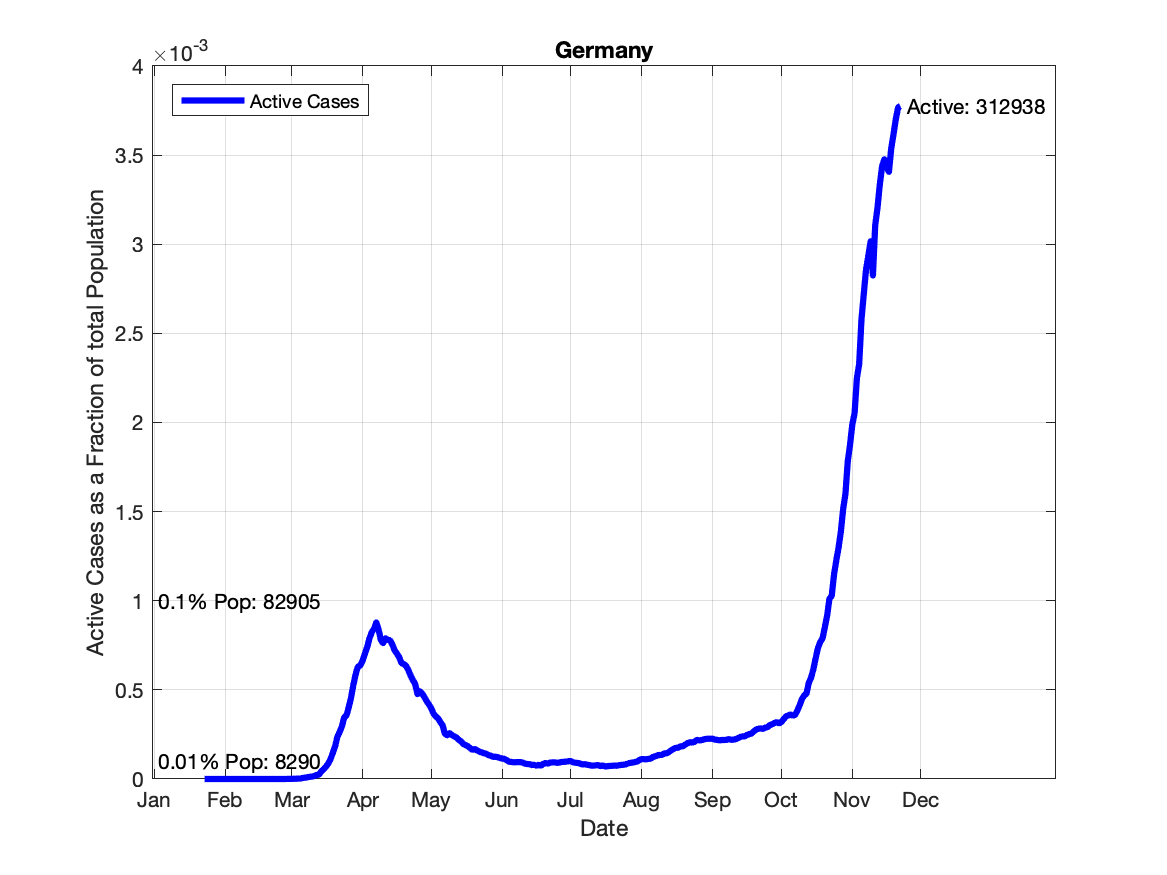 Germany
×10-3
4
3.5
3
2.5
2
1.5
1
0.5
0
Active Cases as a Fraction of total Population
Active Cases
Active: 312938
0.1% Pop: 82905
0.01% Pop: 8290
Jan Feb Mar Apr May Jun Jul Aug Sep Oct Nov Dec
Date